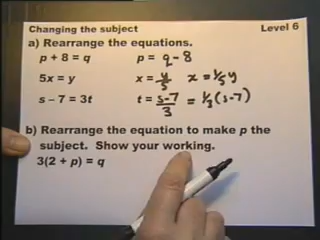 Changing the subject Level 6
a) Rearrange the equations.
p + 8 = q p = q - 8
5x = y x = y/5 x = 1/5 y
s – 7 = 3t t = s-7/3 = 1/3 (s-7)
b) Rearrange the equation to make p the
subject. Show your working.
3(2 + p) = q